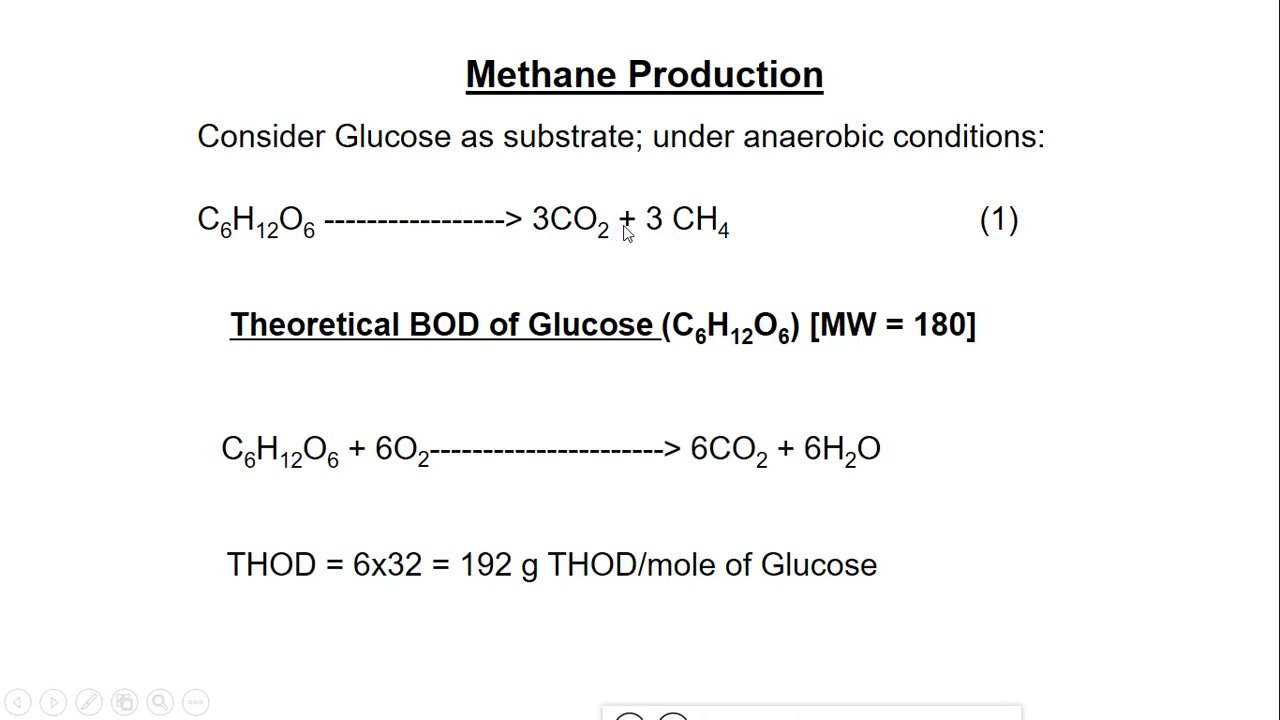 Methane Production
Consider Glucose as substrate; under anaerobic conditions:
C₆H₁₂O₆ -----------------> 3CO₂ + 3 CH₄ (1)
Theoretical BOD of Glucose (C₆H₁₂O₆) [MW = 180]
C₆H₁₂O₆ + 6O₂----------------------> 6CO₂ + 6H₂O
THOD = 6x32 = 192 g THOD/mole of Glucose